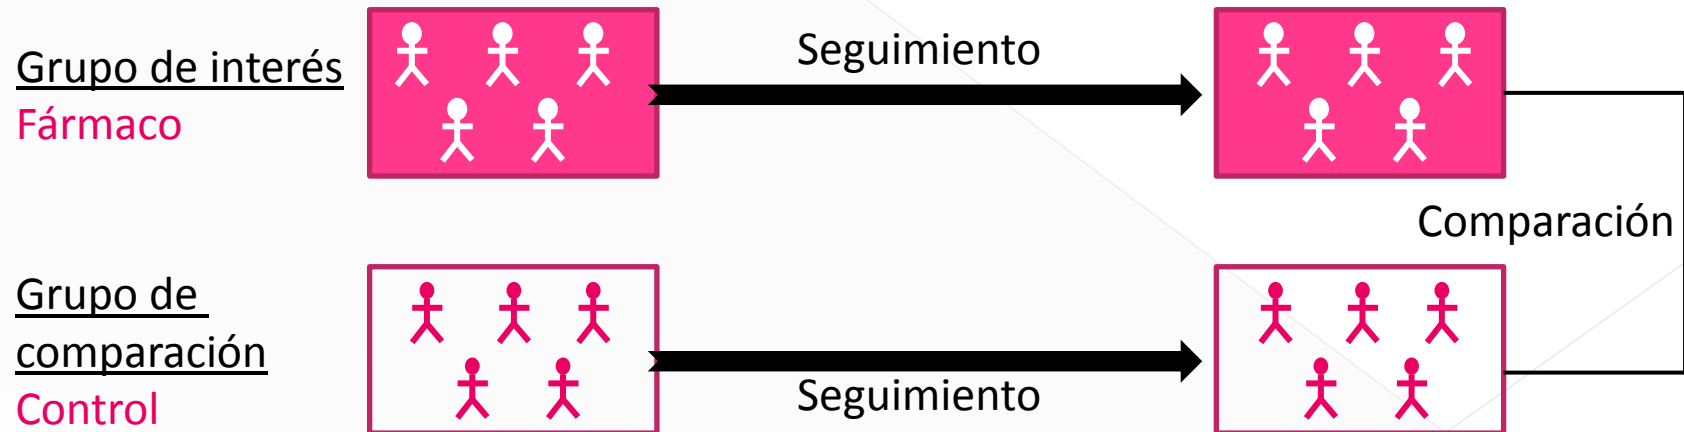 Grupo de interés
Fármaco
Seguimiento
Comparación
Grupo de
comparación
Control
Seguimiento